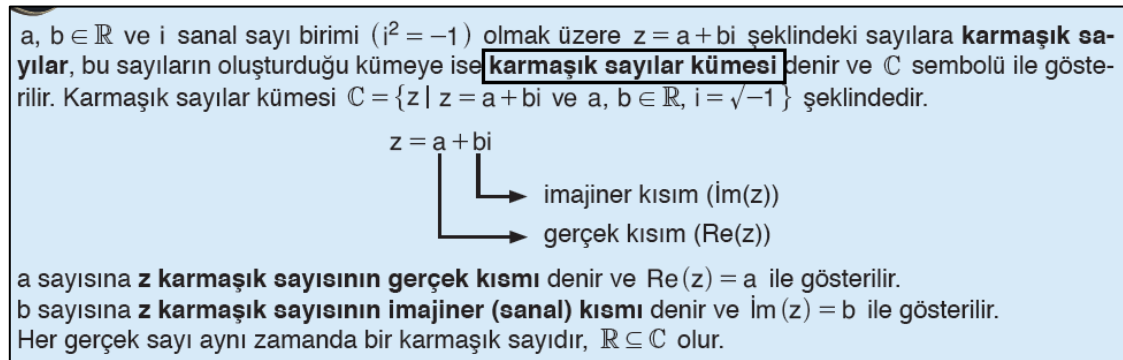 a, b ∈ ℝ ve i sanal sayı birimi (i² = −1) olmak üzere z = a + bi şeklindeki sayılara karmaşık sa-
yılar, bu sayıların oluşturduğu kümeye ise karmaşık sayılar kümesi denir ve ℂ sembolü ile göste-
rilir. Karmaşık sayılar kümesi ℂ = {z | z = a + bi ve a, b ∈ ℝ, i = √−1 } şeklindedir.
z = a + bi
imajiner kısım (İm(z))
gerçek kısım (Re(z))
a sayısına z karmaşık sayısının gerçek kısmı denir ve Re (z) = a ile gösterilir.
b sayısına z karmaşık sayısının imajiner (sanal) kısmı denir ve İm (z) = b ile gösterilir.
Her gerçek sayı aynı zamanda bir karmaşık sayıdır, ℝ ⊆ ℂ olur.